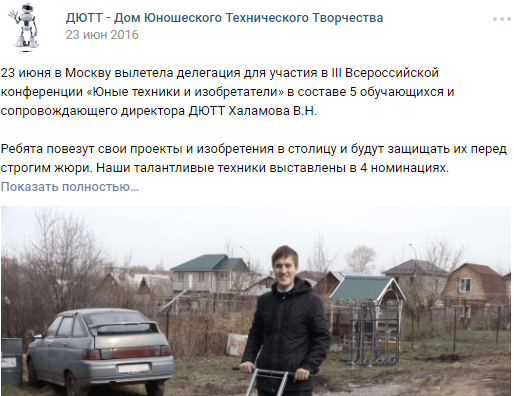 ДЮТТ - Дом Юношеского Технического Творчества
23 июн 2016
23 июня в Москву вылетела делегация для участия в III Всероссийской
конференции «Юные техники и изобретатели» в составе 5 обучающихся и
сопровождающего директора ДЮТТ Халамова В.Н.
Ребята повезут свои проекты и изобретения в столицу и будут защищать их перед
строгим жюри. Наши талантливые техники выставлены в 4 номинациях.
Показать полностью…